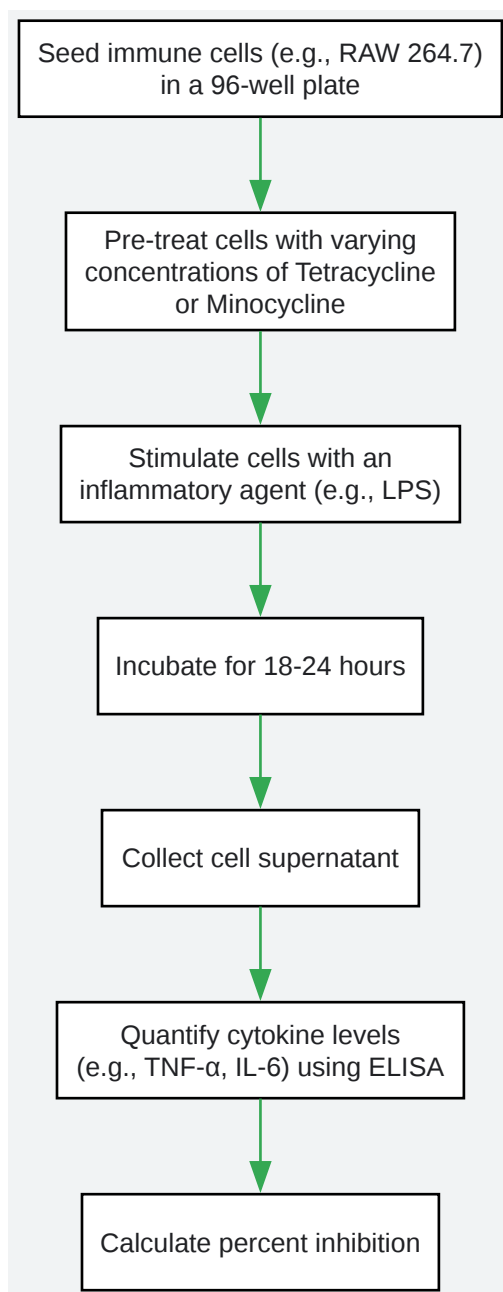 Seed immune cells (e.g., RAW 264.7)
in a 96-well plate
Pre-treat cells with varying
concentrations of Tetracycline
or Minocycline
Stimulate cells with an
inflammatory agent (e.g., LPS)
Incubate for 18-24 hours
Collect cell supernatant
Quantify cytokine levels
(e.g., TNF-α, IL-6) using ELISA
Calculate percent inhibition